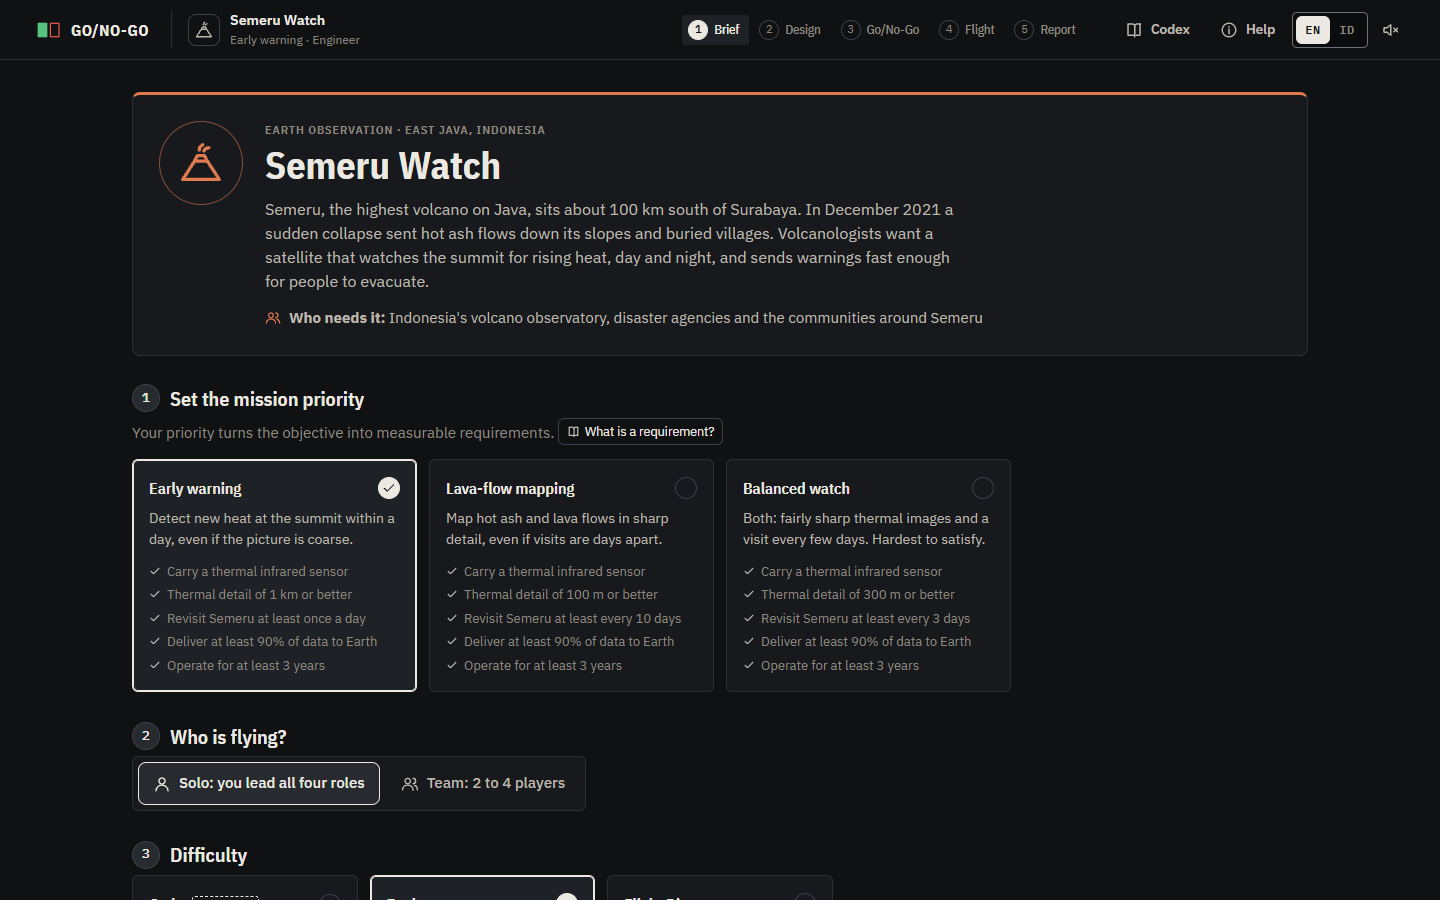 GO/NO-GO
Semeru Watch
Early warning · Engineer
1 Brief
2 Design
3 Go/No-Go
4 Flight
5 Report
Codex
Help
EN
ID
EARTH OBSERVATION · EAST JAVA, INDONESIA
Semeru Watch
Semeru, the highest volcano on Java, sits about 100 km south of Surabaya. In December 2021 a
sudden collapse sent hot ash flows down its slopes and buried villages. Volcanologists want a
satellite that watches the summit for rising heat, day and night, and sends warnings fast enough
for people to evacuate.
Who needs it: Indonesia's volcano observatory, disaster agencies and the communities around Semeru
1 Set the mission priority
Your priority turns the objective into measurable requirements. What is a requirement?
Early warning
Detect new heat at the summit within a
day, even if the picture is coarse.
Carry a thermal infrared sensor
Thermal detail of 1 km or better
Revisit Semeru at least once a day
Deliver at least 90% of data to Earth
Operate for at least 3 years
Lava-flow mapping
Map hot ash and lava flows in sharp
detail, even if visits are days apart.
Carry a thermal infrared sensor
Thermal detail of 100 m or better
Revisit Semeru at least every 10 days
Deliver at least 90% of data to Earth
Operate for at least 3 years
Balanced watch
Both: fairly sharp thermal images and a
visit every few days. Hardest to satisfy.
Carry a thermal infrared sensor
Thermal detail of 300 m or better
Revisit Semeru at least every 3 days
Deliver at least 90% of data to Earth
Operate for at least 3 years
2 Who is flying?
Solo: you lead all four roles
Team: 2 to 4 players
3 Difficulty